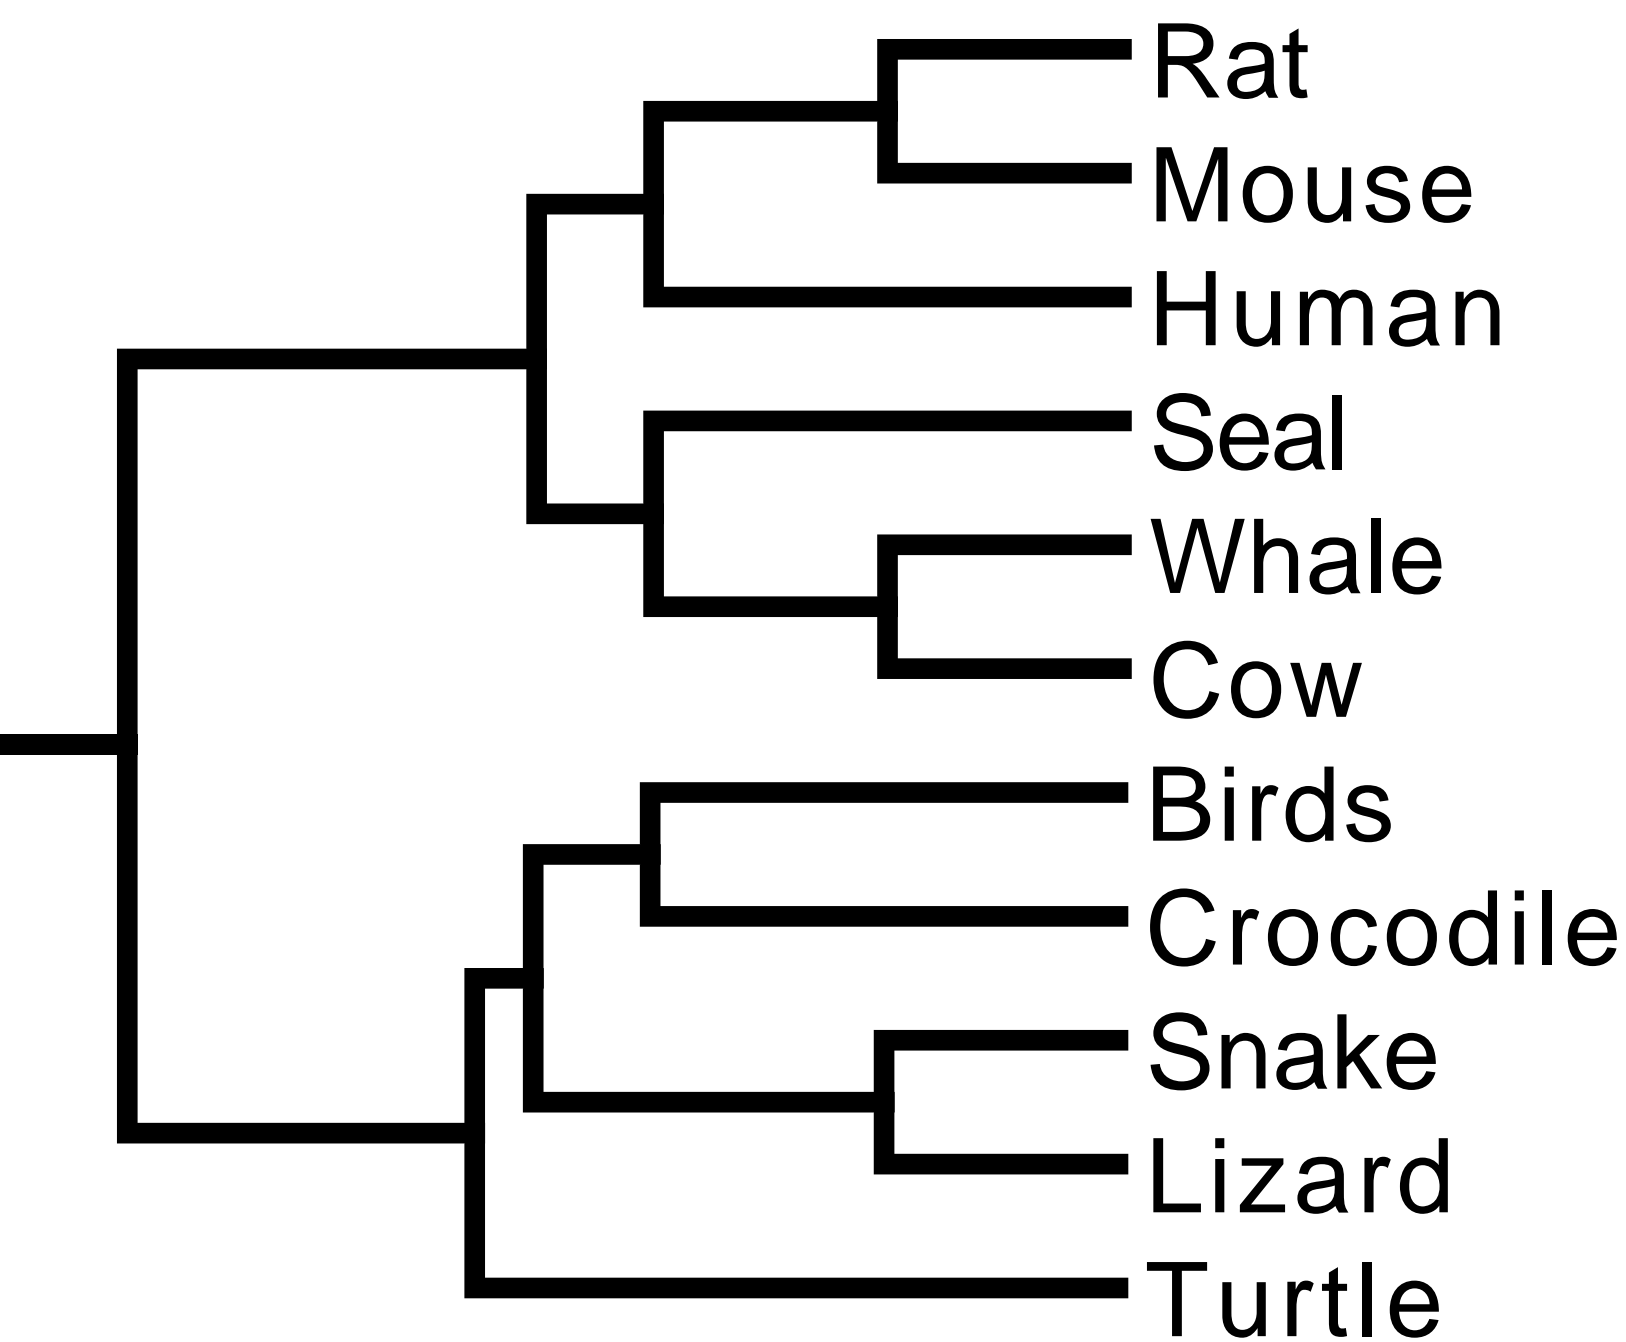 Rat
Mouse
Human
Seal
Whale
Cow
Birds
Crocodile
Snake
Lizard
Turtle